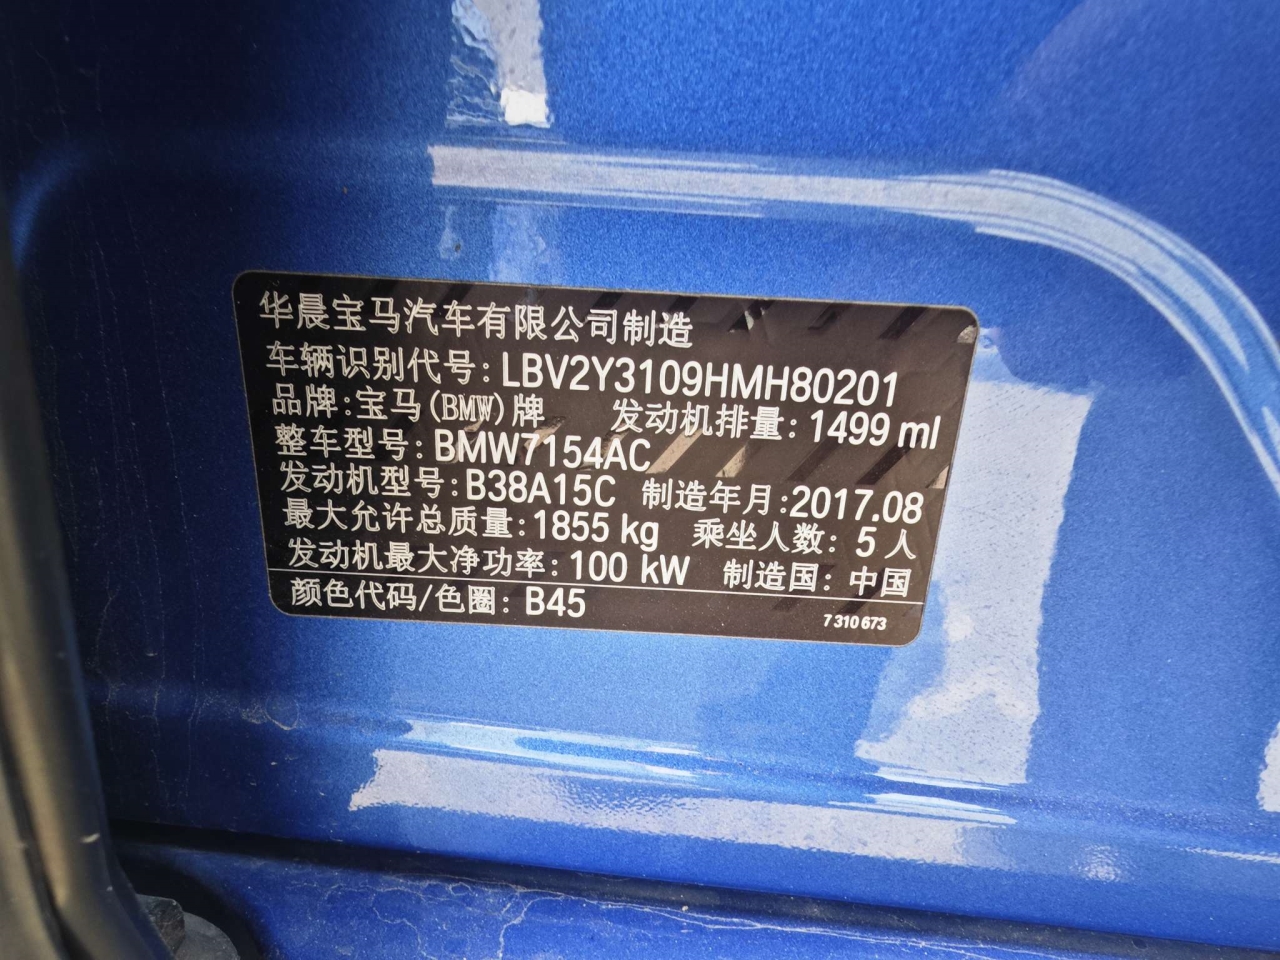 华晨宝马汽车有限公司制造
车辆识别代号: LBV2Y3109HMH80201
品牌: 宝马(BMW)牌 发动机排量: 1499 ml
整车型号: BMW7154AC
发动机型号: B38A15C 制造年月: 2017.08
最大允许总质量: 1855 kg 乘坐人数: 5 人
发动机最大净功率: 100 kW 制造国: 中国
颜色代码/色圈: B45
7 310 673